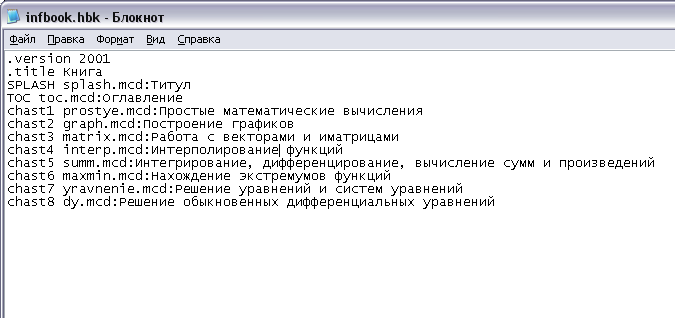 infbook.hbk - Блокнот
Файл Правка Формат Вид Справка
.version 2001
.title Книга
SPLASH splash.mcd:Титул
TOC toc.mcd:Оглавление
chast1 prostye.mcd:Простые математические вычисления
chast2 graph.mcd:Построение графиков
chast3 matrix.mcd:Работа с векторами и иматрицами
chast4 interp.mcd:Интерполирование функций
chast5 summ.mcd:Интегрирование, дифференцирование, вычисление сумм и произведений
chast6 maxmin.mcd:Нахождение экстремумов функций
chast7 yravnenie.mcd:Решение уравнений и систем уравнений
chast8 dy.mcd:Решение обыкновенных дифференциальных уравнений